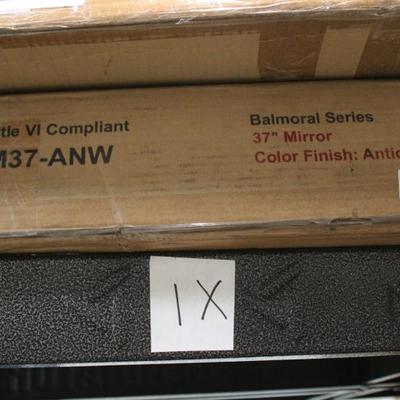 tle VI Compliant
M37-ANW
Balmoral Series
37" Mirror
Color Finish: Antic
1X